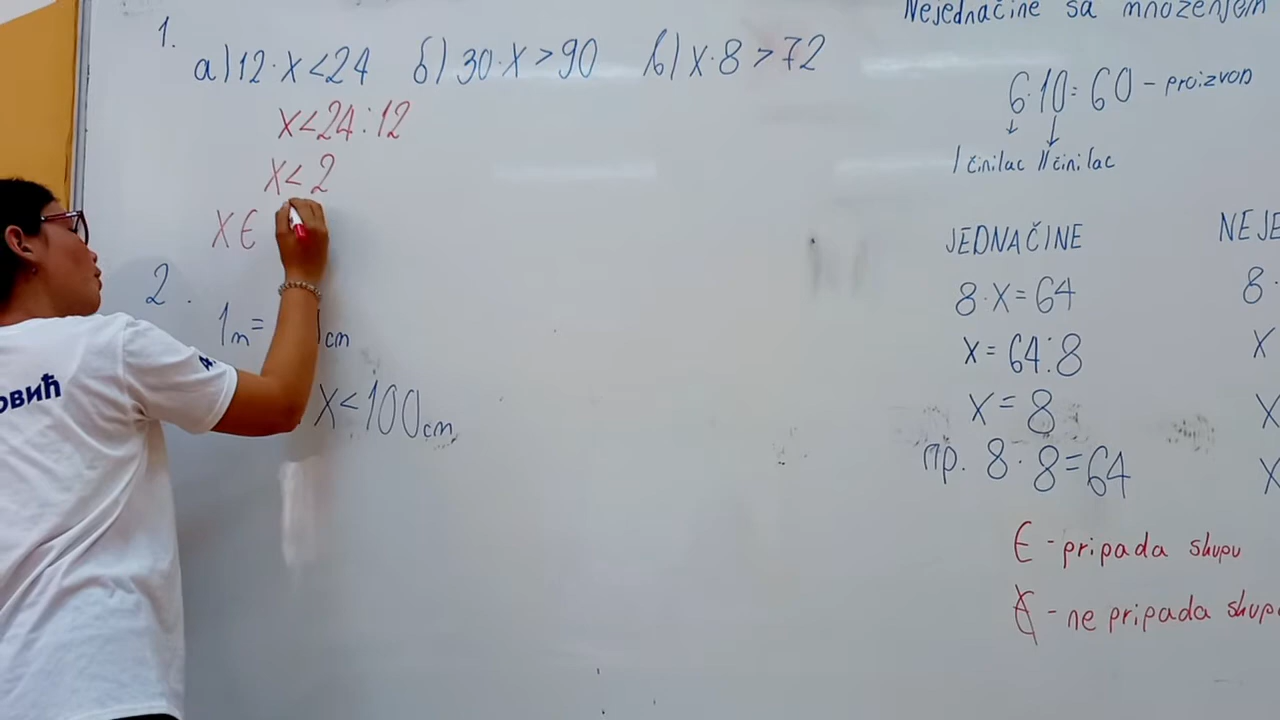 1.
а) 12·x<24 б) 30·x>90 в) x·8>72
x<24:12
x<2
x∈
2.
1m=
cm
x<100cm
Nejednačine sa množenjem
6·10=60 - proizvod
I činilac II činilac
JEDNAČINE
8·x=64
x=64:8
x=8
пр. 8·8=64
NEJE
8·
x
x
x
∈ - pripada skupu
∉ - ne pripada skupu
овић